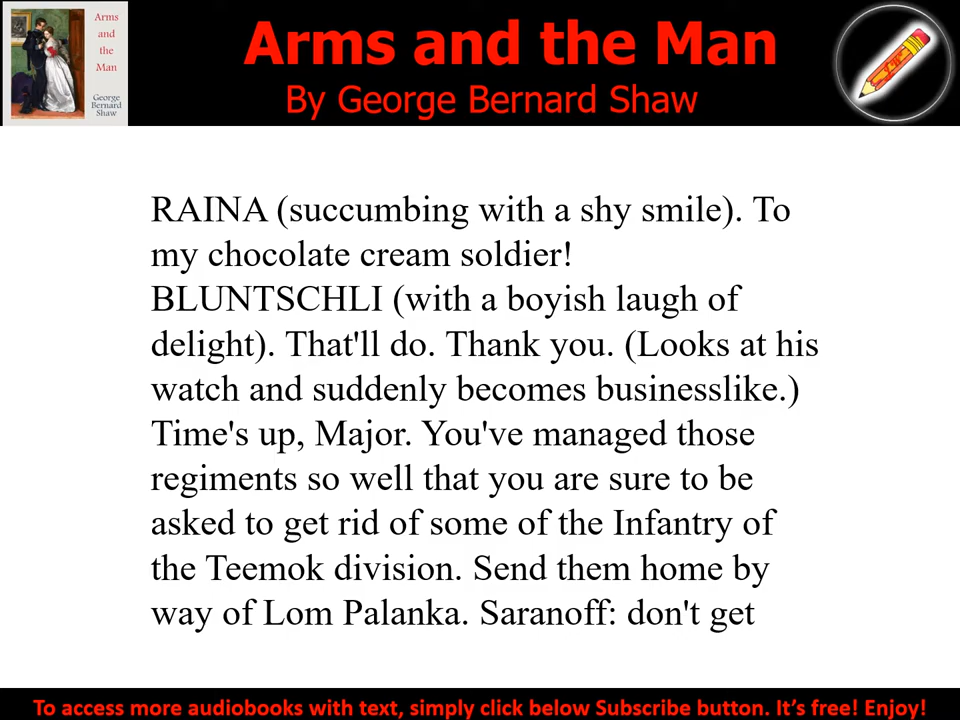 Arms
and
the
Man
George
Bernard
Shaw
Arms and the Man
By George Bernard Shaw
RAINA (succumbing with a shy smile). To
my chocolate cream soldier!
BLUNTSCHLI (with a boyish laugh of
delight). That'll do. Thank you. (Looks at his
watch and suddenly becomes businesslike.)
Time's up, Major. You've managed those
regiments so well that you are sure to be
asked to get rid of some of the Infantry of
the Teemok division. Send them home by
way of Lom Palanka. Saranoff: don't get
To access more audiobooks with text, simply click below Subscribe button. It's free! Enjoy!